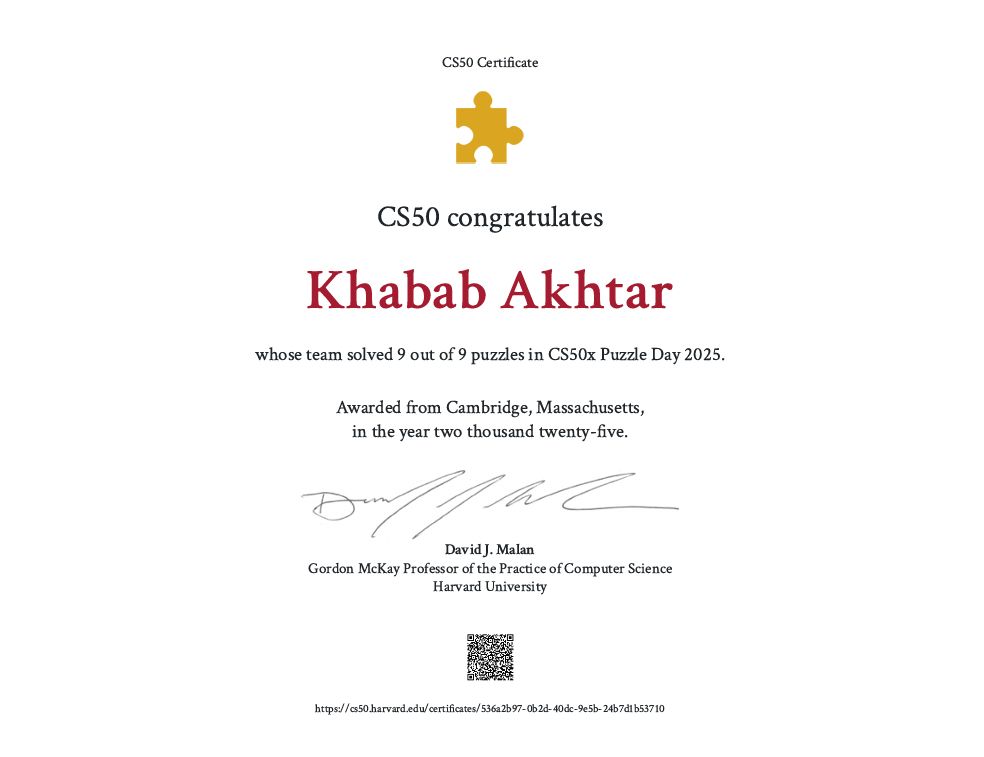 CS50 Certificate
CS50 congratulates
Khabab Akhtar
whose team solved 9 out of 9 puzzles in CS50x Puzzle Day 2025.
Awarded from Cambridge, Massachusetts,
in the year two thousand twenty-five.
David J. Malan
Gordon McKay Professor of the Practice of Computer Science
Harvard University
https://cs50.harvard.edu/certificates/536a2b97-0b2d-40dc-9e5b-24b7d1b53710